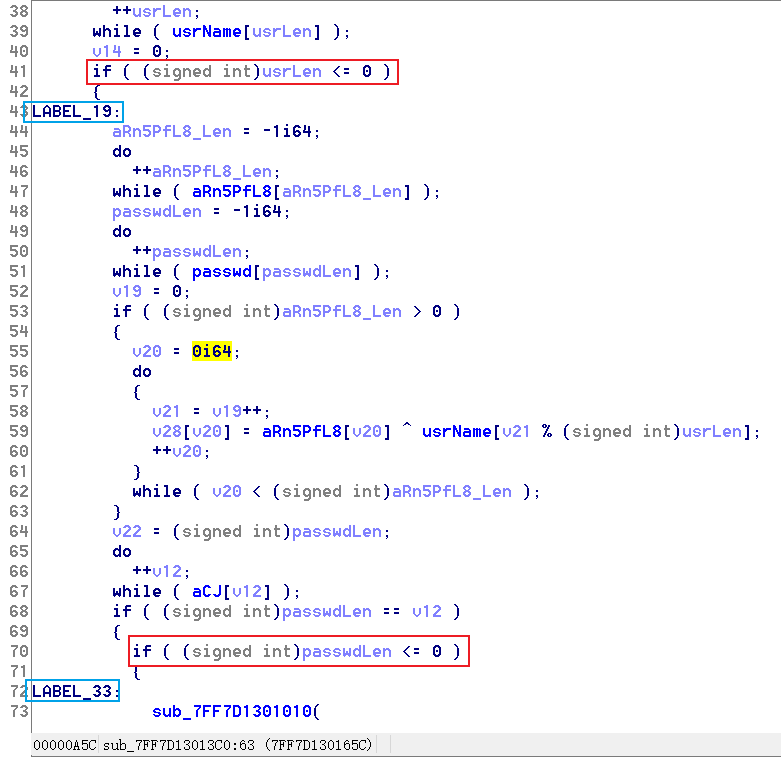 38 ++usrLen;
39 while ( usrName[usrLen] );
40 v14 = 0;
41 if ( (signed int)usrLen <= 0 )
42 {
43 LABEL_19:
44 aRn5PfL8_Len = -1i64;
45 do
46 ++aRn5PfL8_Len;
47 while ( aRn5PfL8[aRn5PfL8_Len] );
48 passwdLen = -1i64;
49 do
50 ++passwdLen;
51 while ( passwd[passwdLen] );
52 v19 = 0;
53 if ( (signed int)aRn5PfL8_Len > 0 )
54 {
55 v20 = 0i64;
56 do
57 {
58 v21 = v19++;
59 v28[v20] = aRn5PfL8[v20] ^ usrName[v21 % (signed int)usrLen];
60 ++v20;
61 }
62 while ( v20 < (signed int)aRn5PfL8_Len );
63 }
64 v22 = (signed int)passwdLen;
65 do
66 ++v12;
67 while ( aCJ[v12] );
68 if ( (signed int)passwdLen == v12 )
69 {
70 if ( (signed int)passwdLen <= 0 )
71 {
72 LABEL_33:
73 sub_7FF7D1301010(
00000A5C sub_7FF7D13013C0:63 (7FF7D130165C)